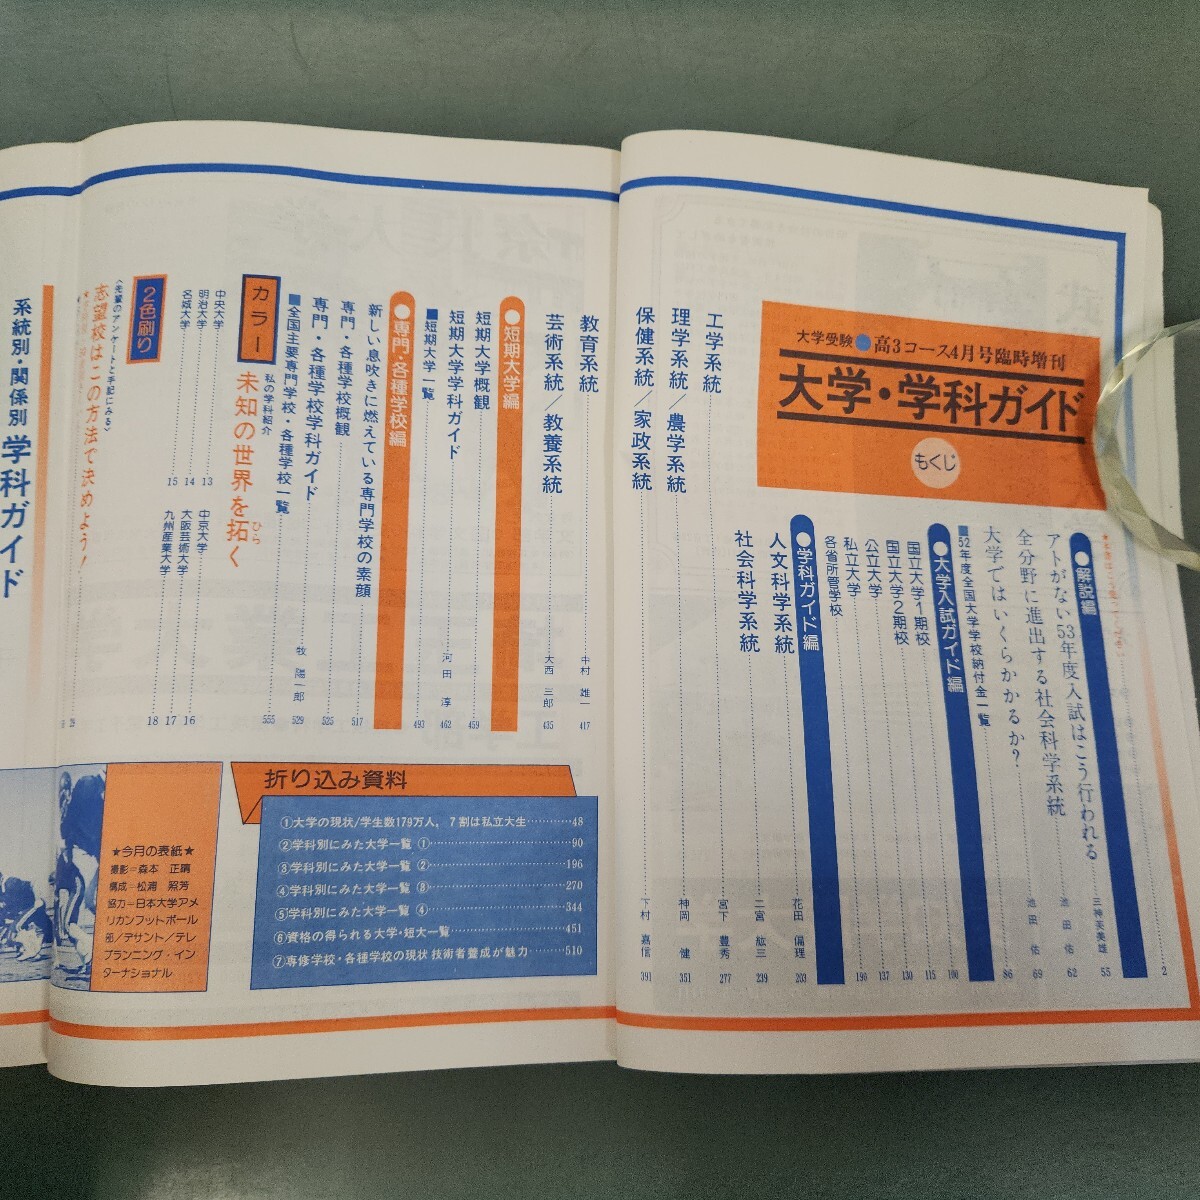 大学受験 高3コース4月号臨時増刊
大学・学科ガイド
もくじ
2
●解説編
アトがない53年度入試はこう行われる 55
全分野に進出する社会科学系統 池田 佑 62
大学ではいくらかかるか? 池田 佑 69
■52年度全国大学学校納付金一覧 86
●大学入試ガイド編
国立大学1期校 100
国立大学2期校 115
公立大学 130
私立大学 137
各省所管学校 196
●学科ガイド編
人文科学系統 花田 偏理 203
社会科学系統 二宮 紘三 239
工学系統 宮下 豊秀 277
理学系統/農学系統 神岡 健 351
保健系統/家政系統 下村 嘉信 391
教育系統 中村 雄一 417
芸術系統/教養系統 大西 三郎 435
●短期大学編
短期大学概観 459
短期大学学科ガイド 河田 淳 462
■短期大学一覧 493
●専門・各種学校編
新しい息吹きに燃えている専門学校の素顔 517
専門・各種学校概観 525
専門・各種学校学科ガイド 牧 陽一郎 529
■全国主要専門学校・各種学校一覧 555
カラー
私の学科紹介
未知の世界を拓く
ひら
中央大学 13
明治大学 14
名城大学 15
中京大学 16
大阪芸術大学 17
九州産業大学 18
2色刷り
〈先輩のアンケートと手記にみる〉
志望校はこの方法で決めよう! 29
折り込み資料
①大学の現状/学生数179万人,7割は私立大生 48
②学科別にみた大学一覧 ① 90
③学科別にみた大学一覧 ② 196
④学科別にみた大学一覧 ③ 270
⑤学科別にみた大学一覧 ④ 344
⑥資格の得られる大学・短大一覧 451
⑦専修学校・各種学校の現状 技術者養成が魅力 510
★今月の表紙★
撮影=森本 正晴
構成=松浦 照芳
協力=日本大学アメ
リカンフットボール
部/デサント/テレ
プランニング・イン
ターナショナル
系統別・関係別
学科ガイド